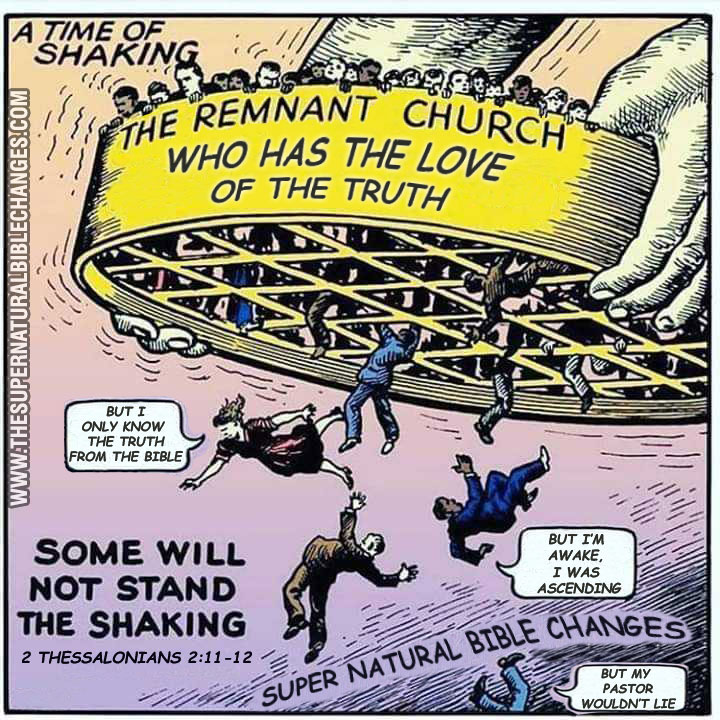 A TIME OF
SHAKING
WWW.THESUPERNATURALBIBLECHANGES.COM
THE REMNANT CHURCH
WHO HAS THE LOVE
OF THE TRUTH
BUT I
ONLY KNOW
THE TRUTH
FROM THE BIBLE
BUT I'M
AWAKE,
I WAS
ASCENDING
SOME WILL
NOT STAND
THE SHAKING
2 THESSALONIANS 2:11-12
SUPER NATURAL BIBLE CHANGES
BUT MY
PASTOR
WOULDN'T LIE